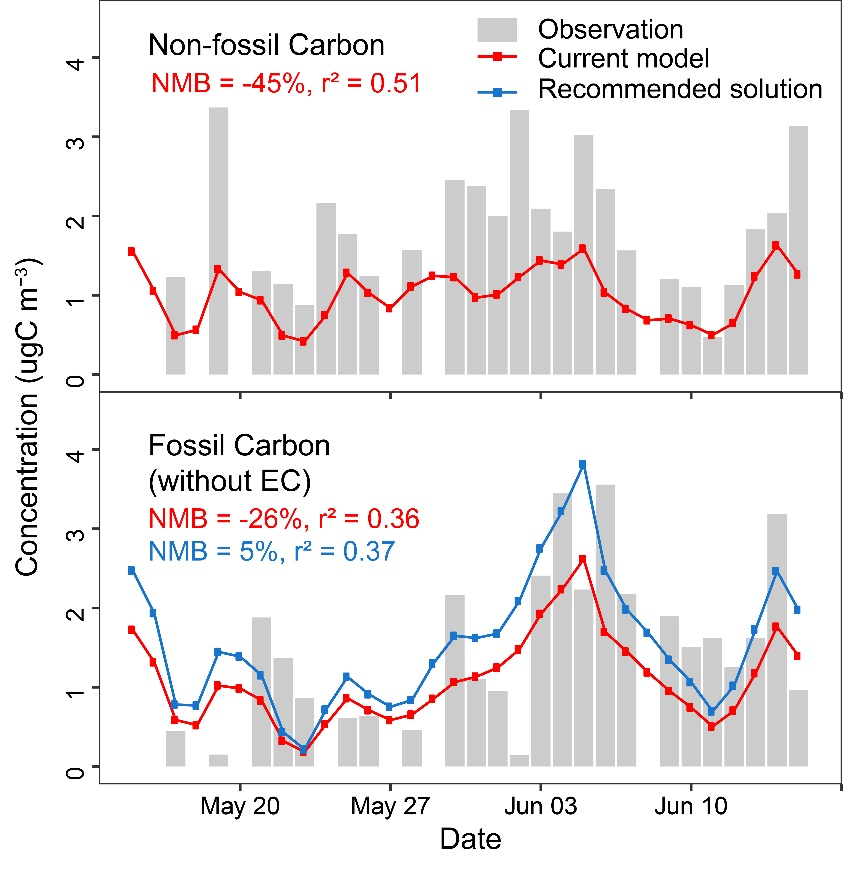 Non-fossil Carbon
NMB = -45%, r² = 0.51
Observation
Current model
Recommended solution
4
3
2
1
0
Concentration (ugC m⁻³)
Fossil Carbon
(without EC)
NMB = -26%, r² = 0.36
NMB = 5%, r² = 0.37
4
3
2
1
0
May 20
May 27
Jun 03
Jun 10
Date